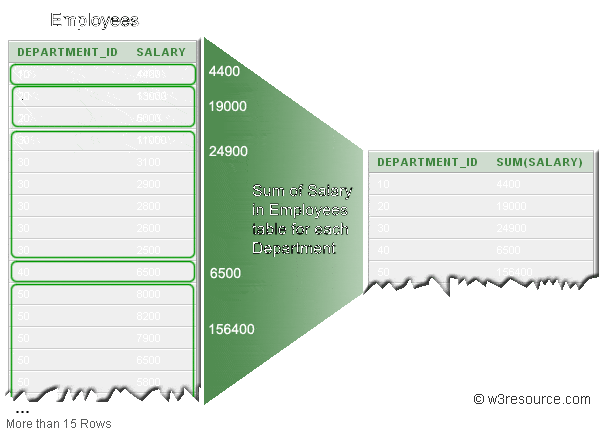 Employees
DEPARTMENT_ID SALARY
10 4400
20 13000
20 6000
30 11000
30 3100
30 2900
30 2800
30 2600
30 2500
40 6500
50 8000
50 8200
50 7900
50 6500
50 5800
...
More than 15 Rows
4400
19000
24900
6500
156400
Sum of Salary
in Employees
table for each
Department
DEPARTMENT_ID SUM(SALARY)
10 4400
20 19000
30 24900
40 6500
50 156400
© w3resource.com